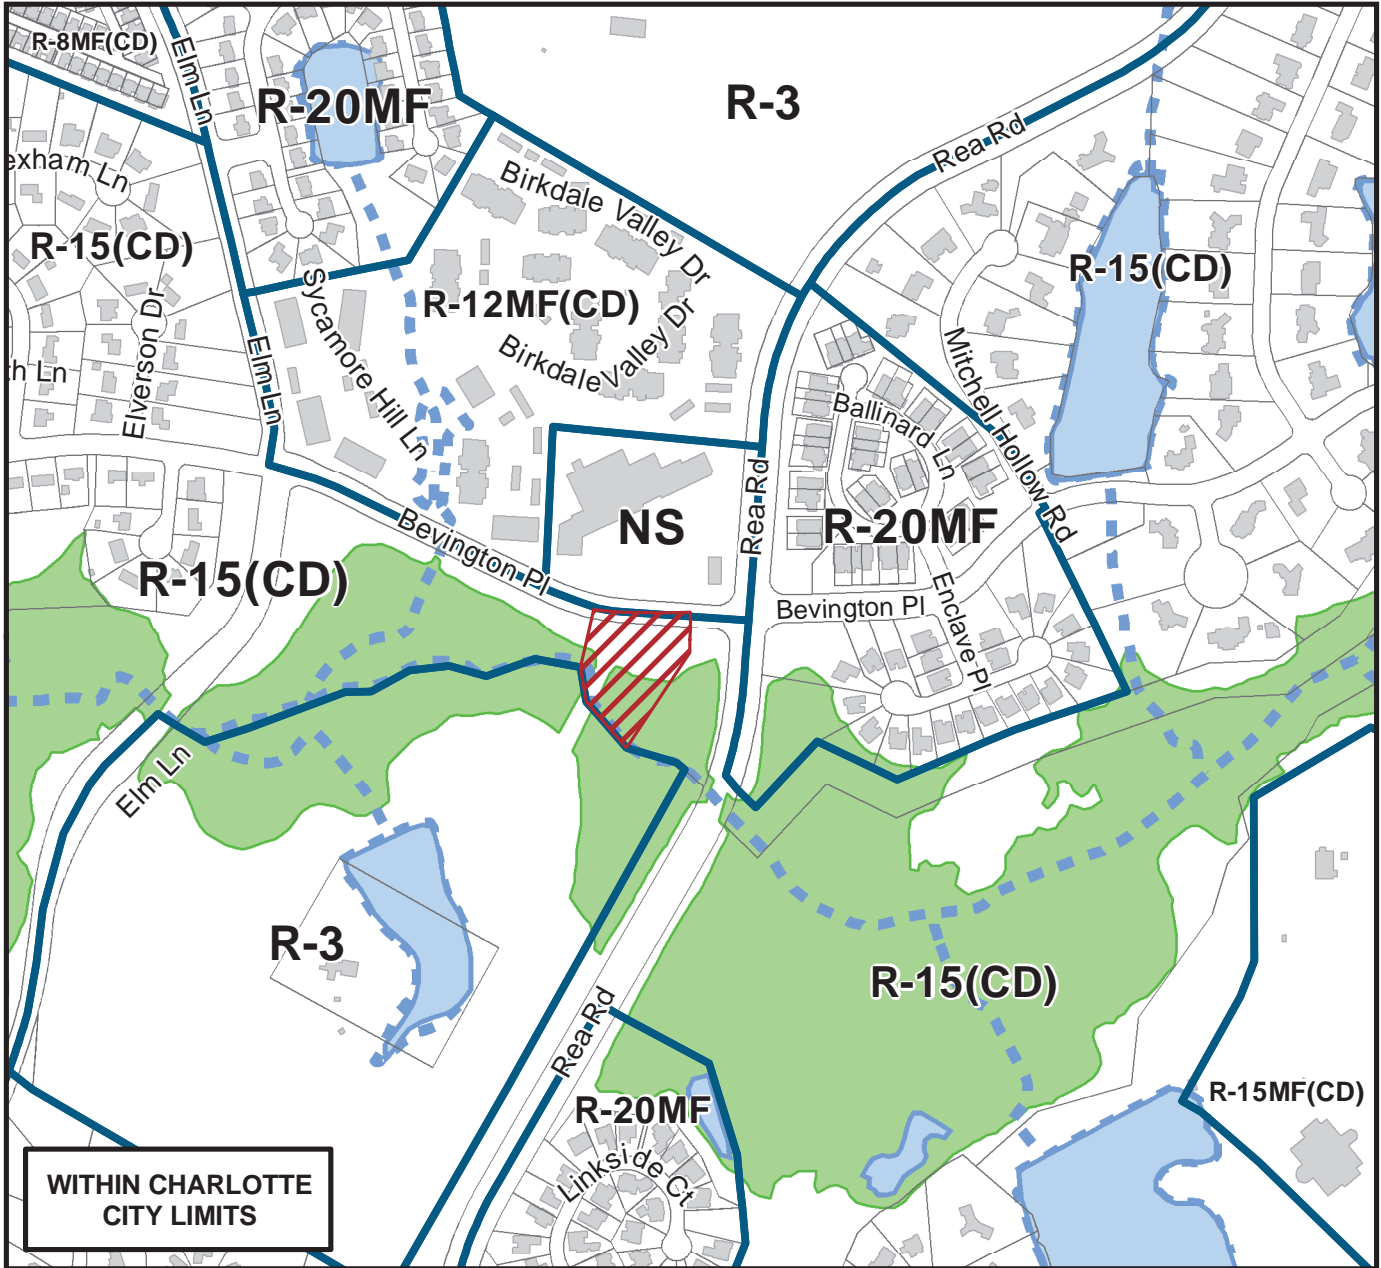 R-8MF(CD)
Elm Ln
R-20MF
R-3
Rea Rd
exham Ln
Birkdale Valley Dr
R-15(CD)
R-15(CD)
Sycamore Hill Ln
R-12MF(CD)
Birkdale Valley Dr
Elverson Dr
Elm Ln
th Ln
Mitchell Hollow Rd
Ballinard Ln
Rea Rd
NS
R-20MF
Bevington Pl
R-15(CD)
Bevington Pl
Enclave Pl
Elm Ln
R-3
R-15(CD)
Rea Rd
R-20MF
R-15MF(CD)
Linkside Ct
WITHIN CHARLOTTE
CITY LIMITS